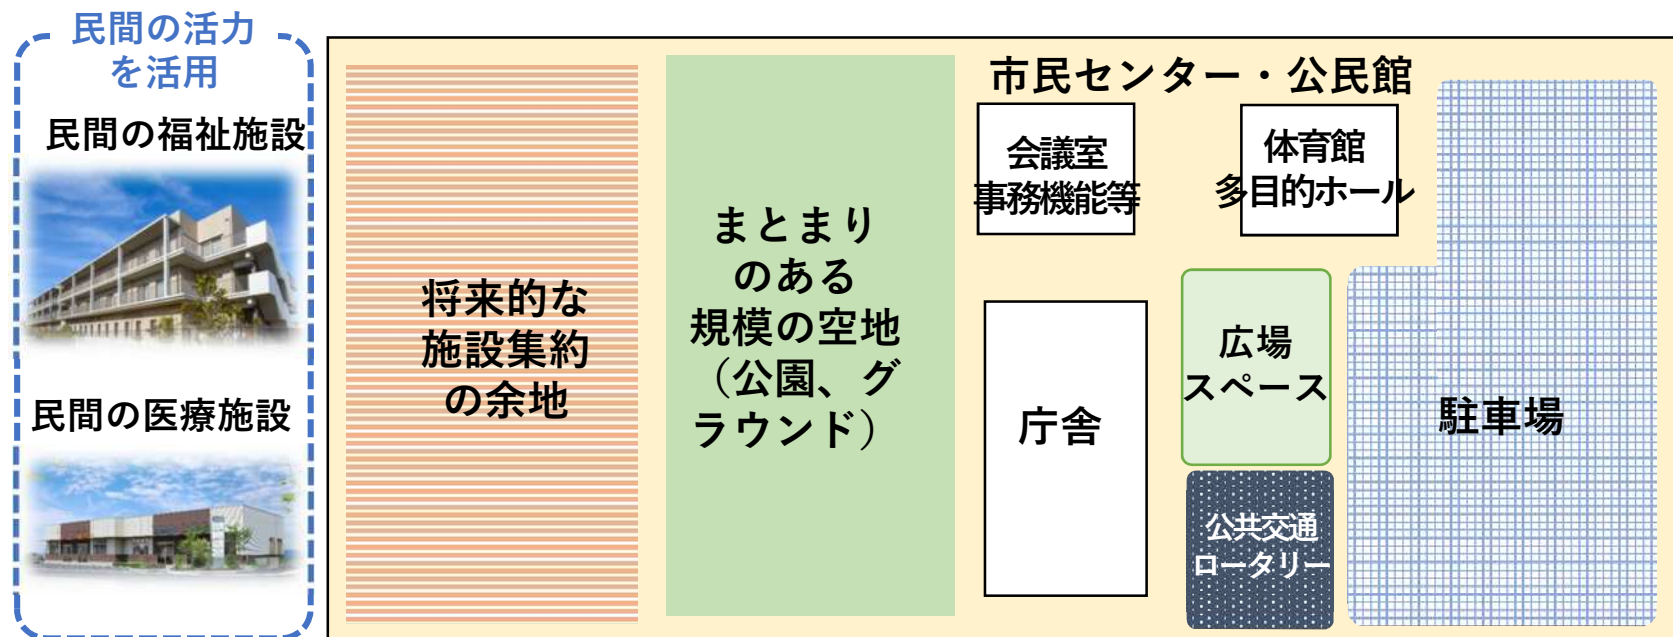 民間の活力
を活用
民間の福祉施設
民間の医療施設
将来的な
施設集約
の余地
まとまり
のある
規模の空地
（公園、グ
ラウンド）
市民センター・公民館
会議室
事務機能等
体育館
多目的ホール
庁舎
広場
スペース
公共交通
ロータリー
駐車場